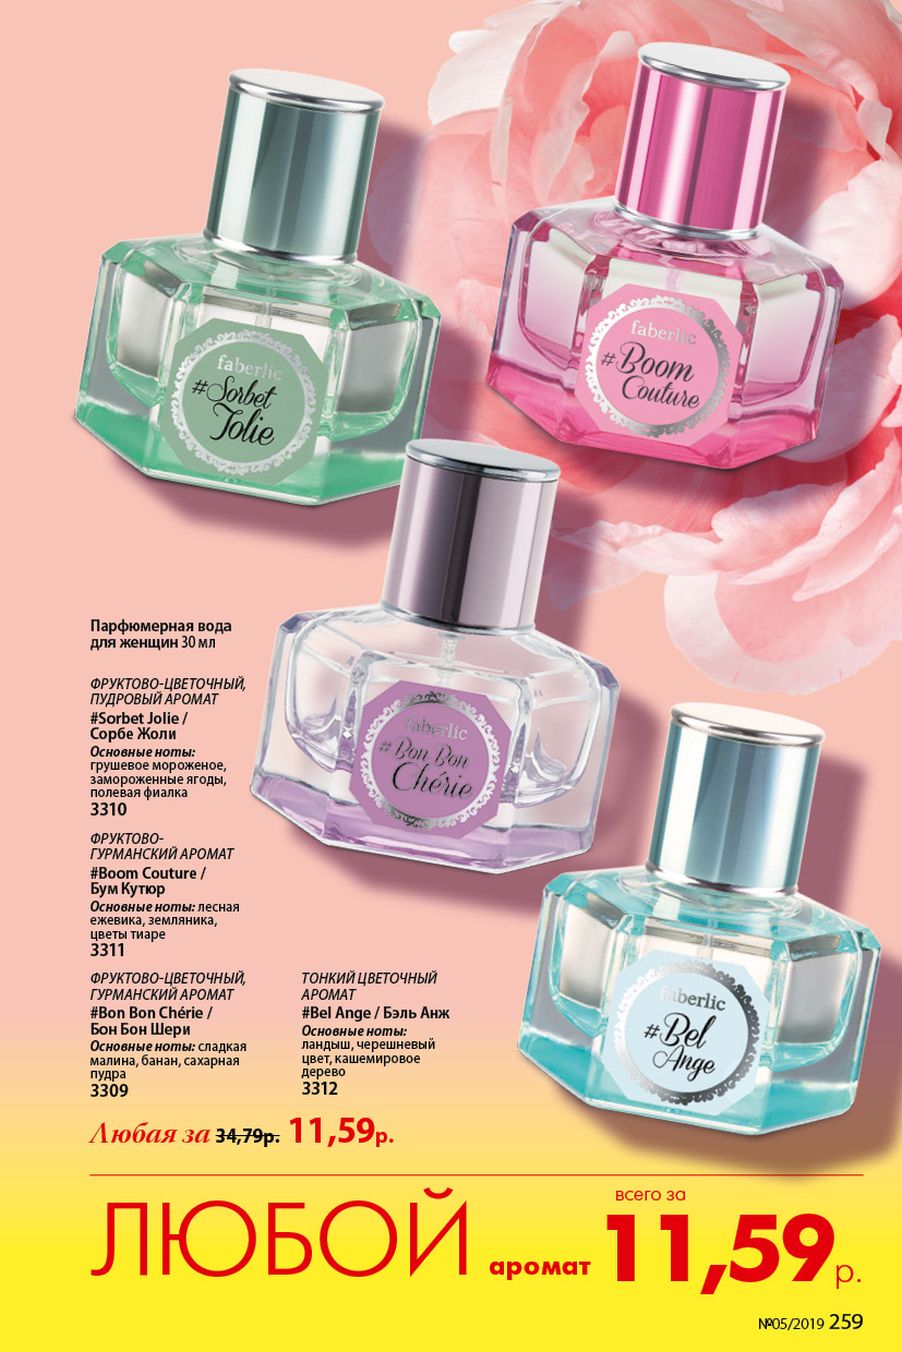 faberlic
#Sorbet
Jolie
faberlic
#Boom
Couture
faberlic
#Bon Bon
Chérie
faberlic
#Bel
Ange
Парфюмерная вода
для женщин 30 мл
ФРУКТОВО-ЦВЕТОЧНЫЙ,
ПУДРОВЫЙ АРОМАТ
#Sorbet Jolie /
Сорбе Жоли
Основные ноты:
грушевое мороженое,
замороженные ягоды,
полевая фиалка
3310
ФРУКТОВО-
ГУРМАНСКИЙ АРОМАТ
#Boom Couture /
Бум Кутюр
Основные ноты: лесная
ежевика, земляника,
цветы тиаре
3311
ФРУКТОВО-ЦВЕТОЧНЫЙ,
ГУРМАНСКИЙ АРОМАТ
#Bon Bon Chérie /
Бон Бон Шери
Основные ноты: сладкая
малина, банан, сахарная
пудра
3309
ТОНКИЙ ЦВЕТОЧНЫЙ
АРОМАТ
#Bel Ange / Бэль Анж
Основные ноты:
ландыш, черешневый
цвет, кашемировое
дерево
3312
Любая за 34,79р. 11,59р.
ЛЮБОЙ аромат всего за 11,59р.
№05/2019 259